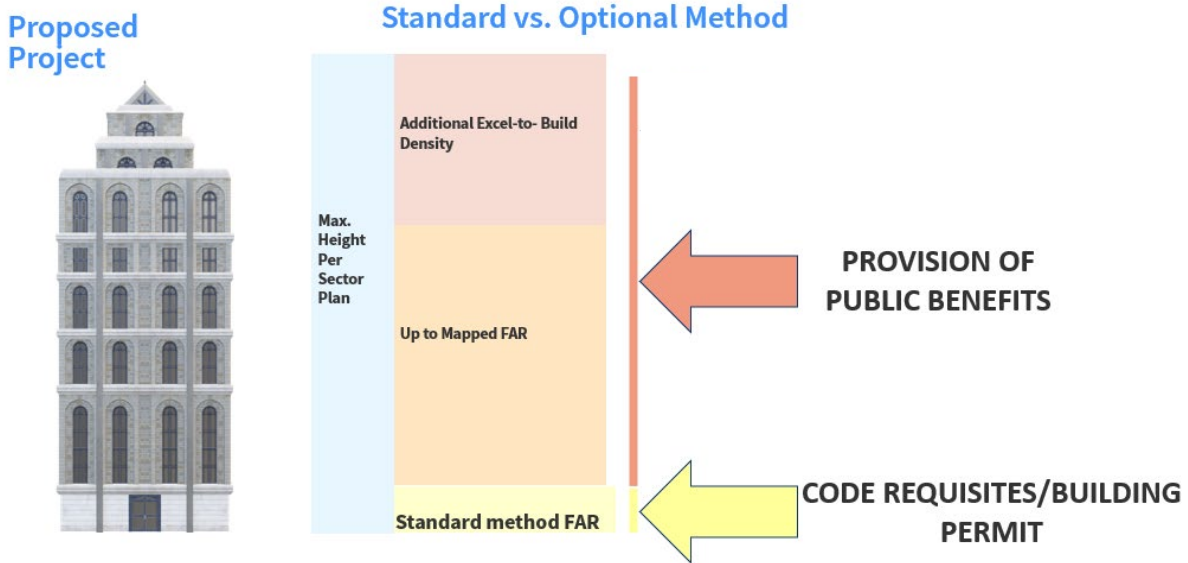 Proposed
Project
Standard vs. Optional Method
Additional Excel-to- Build
Density
Max.
Height
Per
Sector
Plan
Up to Mapped FAR
Standard method FAR
PROVISION OF
PUBLIC BENEFITS
CODE REQUISITES/BUILDING
PERMIT